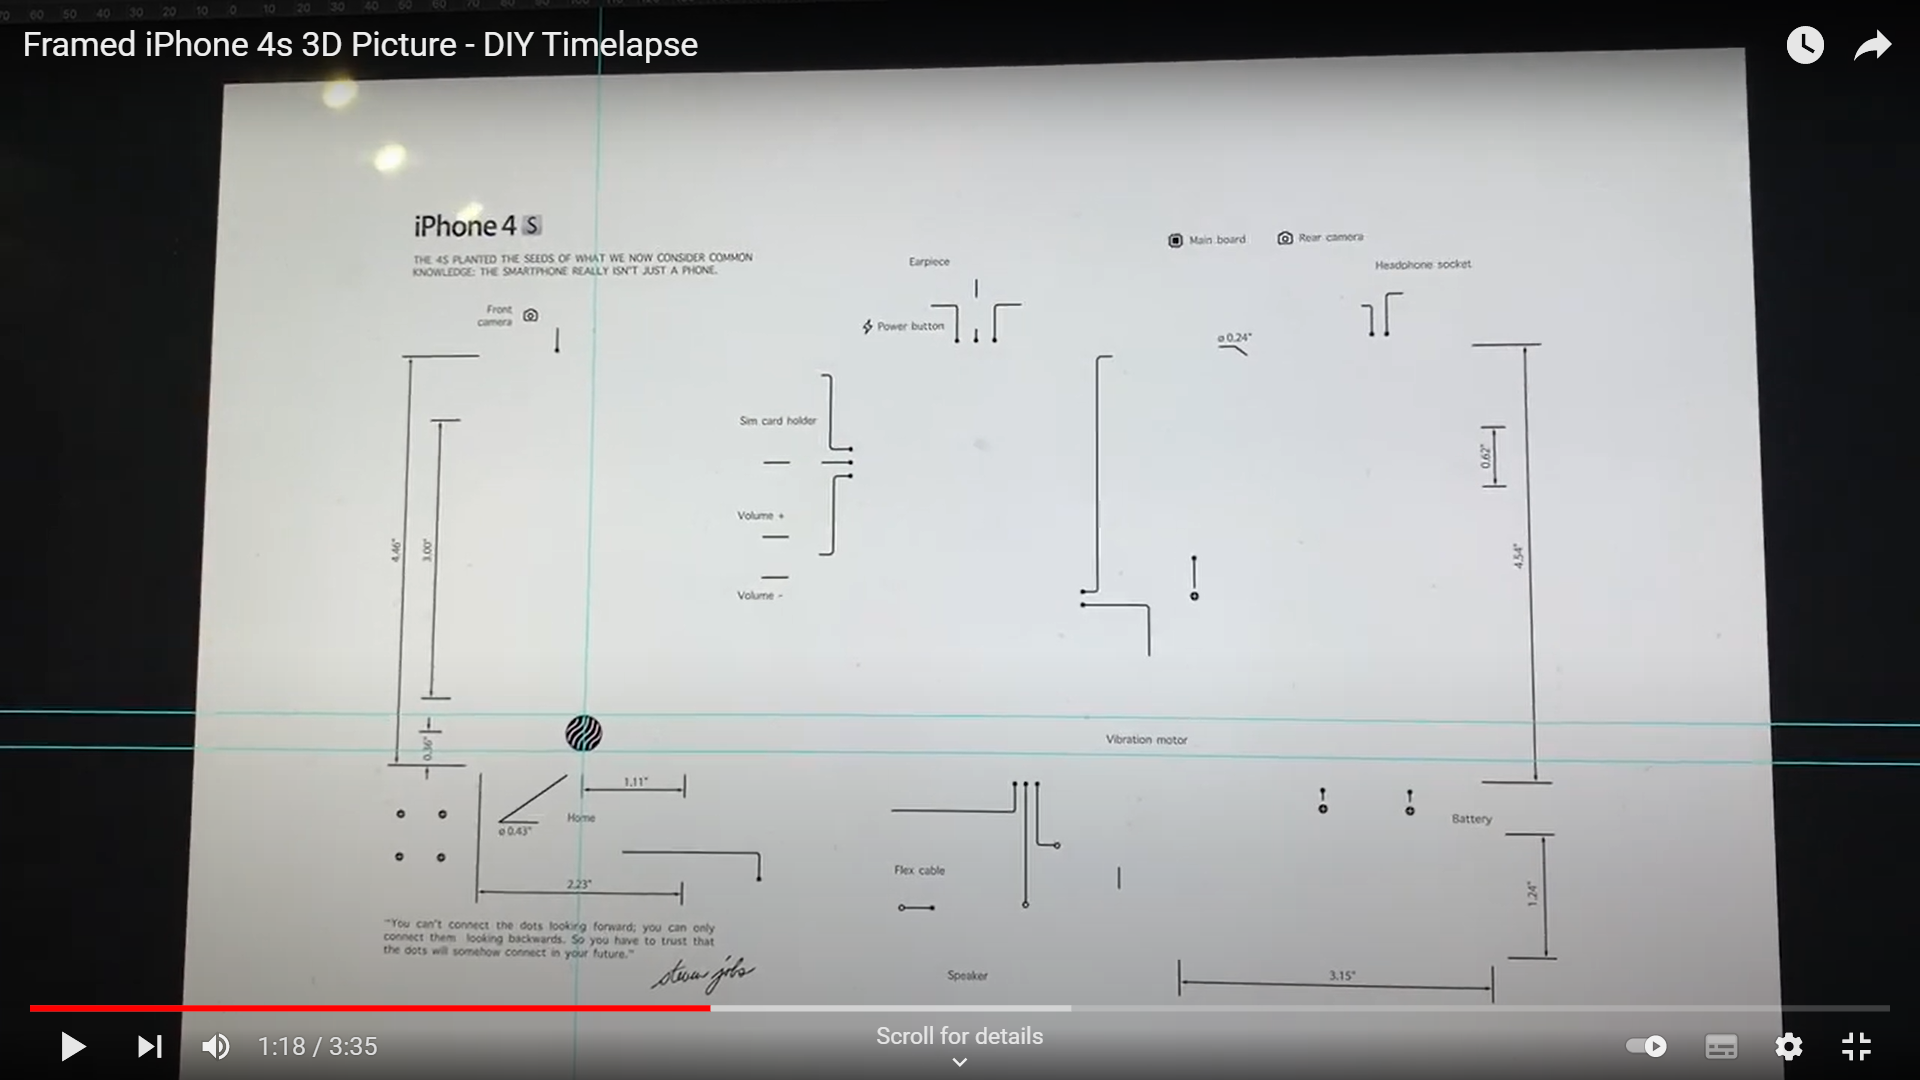 Framed iPhone 4s 3D Picture - DIY Timelapse
iPhone 4 S
THE 4S PLANTED THE SEEDS OF WHAT WE NOW CONSIDER COMMON
KNOWLEDGE: THE SMARTPHONE REALLY ISN'T JUST A PHONE.
Front
camera
Earpiece
Power button
Main board
Rear camera
Headphone socket
ø 0.24"
Sim card holder
Volume +
Volume -
4.46"
3.00"
0.36"
0.62"
4.54"
Vibration motor
1.11"
Home
ø 0.43"
2.23"
Flex cable
Battery
1.24"
3.15"
Speaker
"You can't connect the dots looking forward; you can only
connect them looking backwards. So you have to trust that
the dots will somehow connect in your future."
steven jobs
1:18 / 3:35
Scroll for details